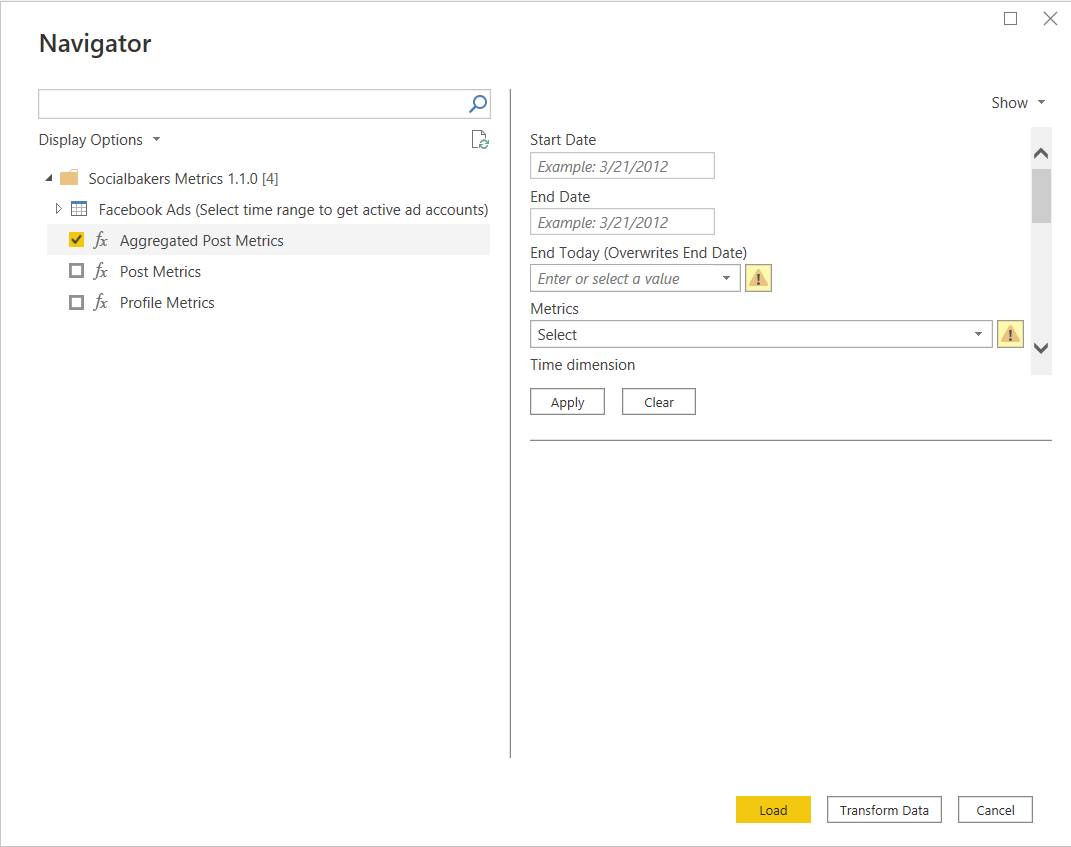 Navigator
Display Options
Socialbakers Metrics 1.1.0 [4]
Facebook Ads (Select time range to get active ad accounts)
fx Aggregated Post Metrics
fx Post Metrics
fx Profile Metrics
Show
Start Date
Example: 3/21/2012
End Date
Example: 3/21/2012
End Today (Overwrites End Date)
Enter or select a value
Metrics
Select
Time dimension
Apply Clear
Load Transform Data Cancel